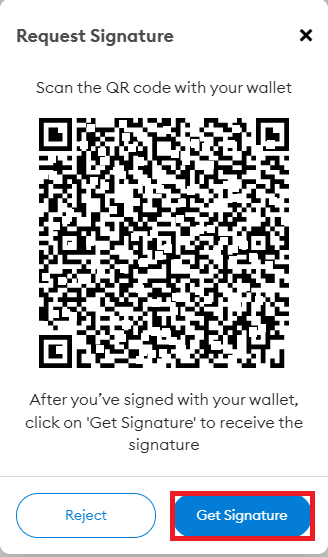 Request Signature
Scan the QR code with your wallet
After you’ve signed with your wallet,
click on 'Get Signature' to receive the
signature
Reject
Get Signature